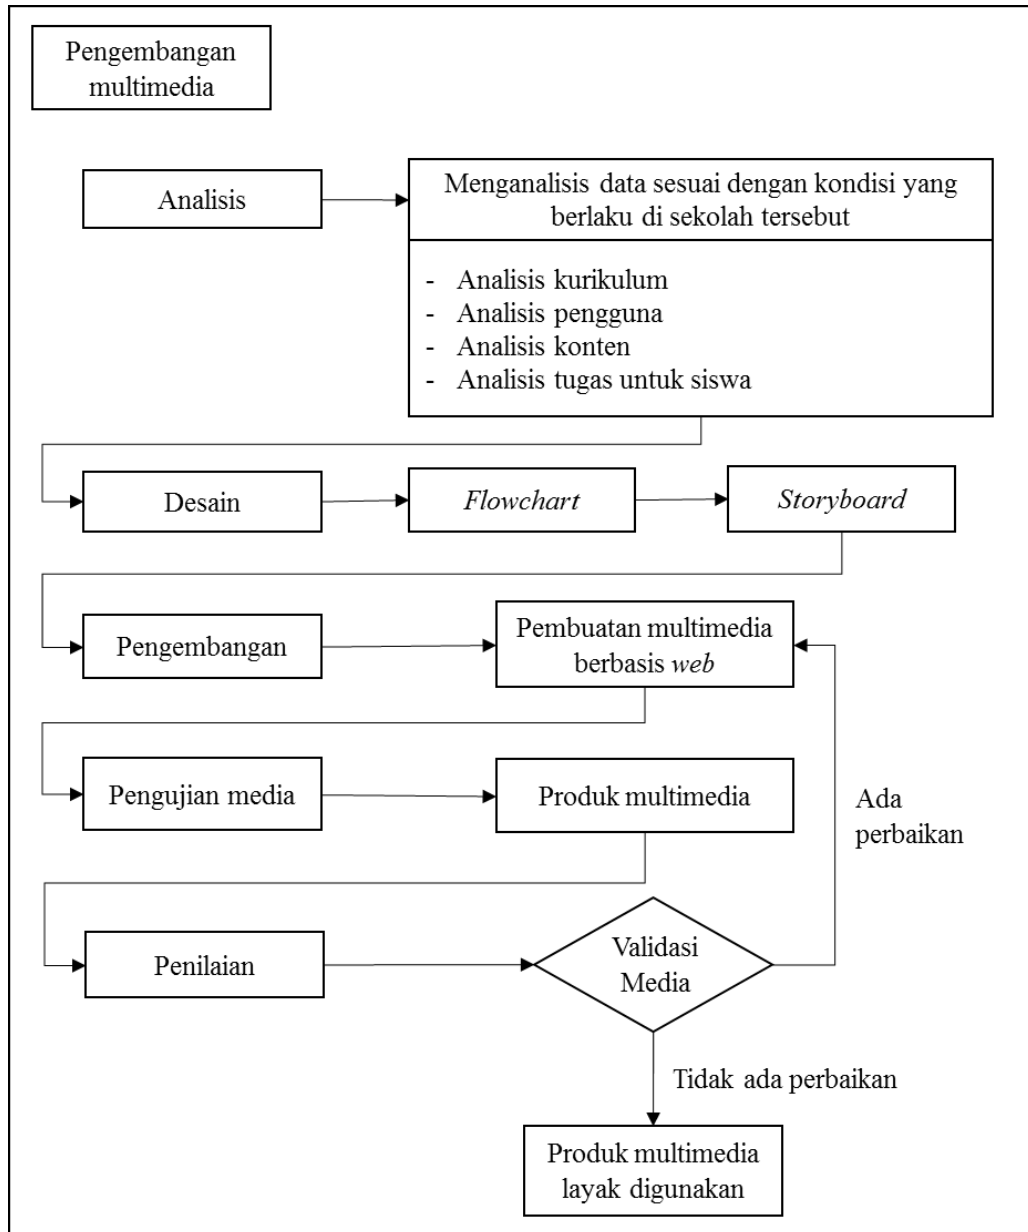 Pengembangan
multimedia
Analisis
Menganalisis data sesuai dengan kondisi yang
berlaku di sekolah tersebut
- Analisis kurikulum
- Analisis pengguna
- Analisis konten
- Analisis tugas untuk siswa
Desain
Flowchart
Storyboard
Pengembangan
Pembuatan multimedia
berbasis web
Pengujian media
Produk multimedia
Ada
perbaikan
Penilaian
Validasi
Media
Tidak ada perbaikan
Produk multimedia
layak digunakan